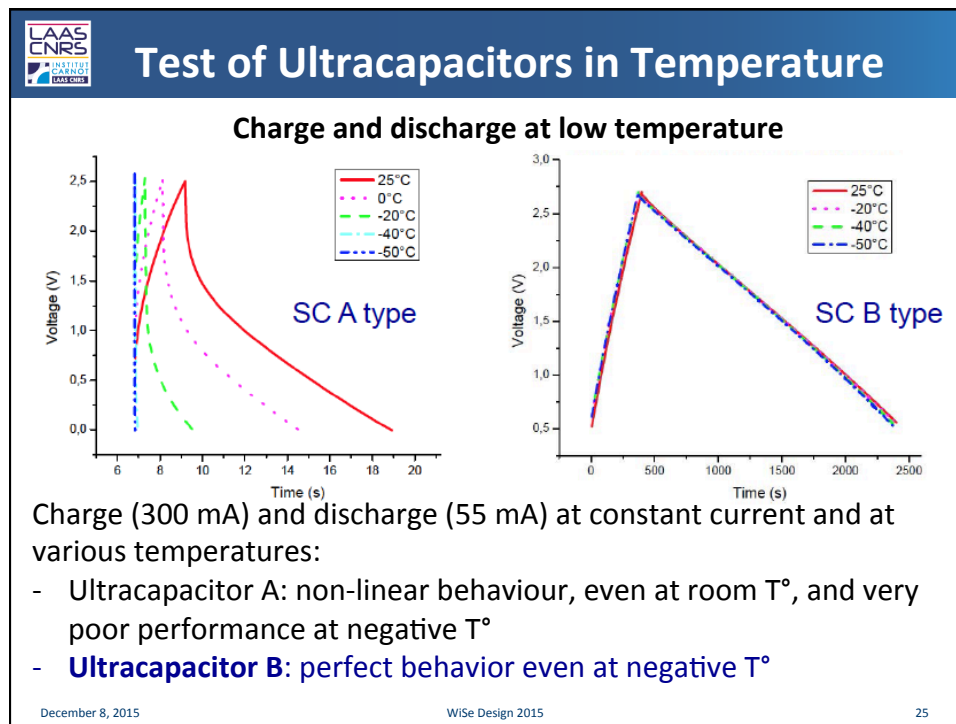 LAAS
CNRS
INSTITUT
CARNOT
LAAS CNRS
Test of Ultracapacitors in Temperature
Charge and discharge at low temperature
2,5
2,0
1,5
1,0
0,5
0,0
Voltage (V)
6 8 10 12 14 16 18 20
Time (s)
25°C
0°C
-20°C
-40°C
-50°C
SC A type
3,0
2,5
2,0
1,5
1,0
0,5
Voltage (V)
0 500 1000 1500 2000 2500
Time (s)
25°C
-20°C
-40°C
-50°C
SC B type
Charge (300 mA) and discharge (55 mA) at constant current and at
various temperatures:
- Ultracapacitor A: non-linear behaviour, even at room T°, and very
poor performance at negative T°
- Ultracapacitor B: perfect behavior even at negative T°
December 8, 2015
WiSe Design 2015
25